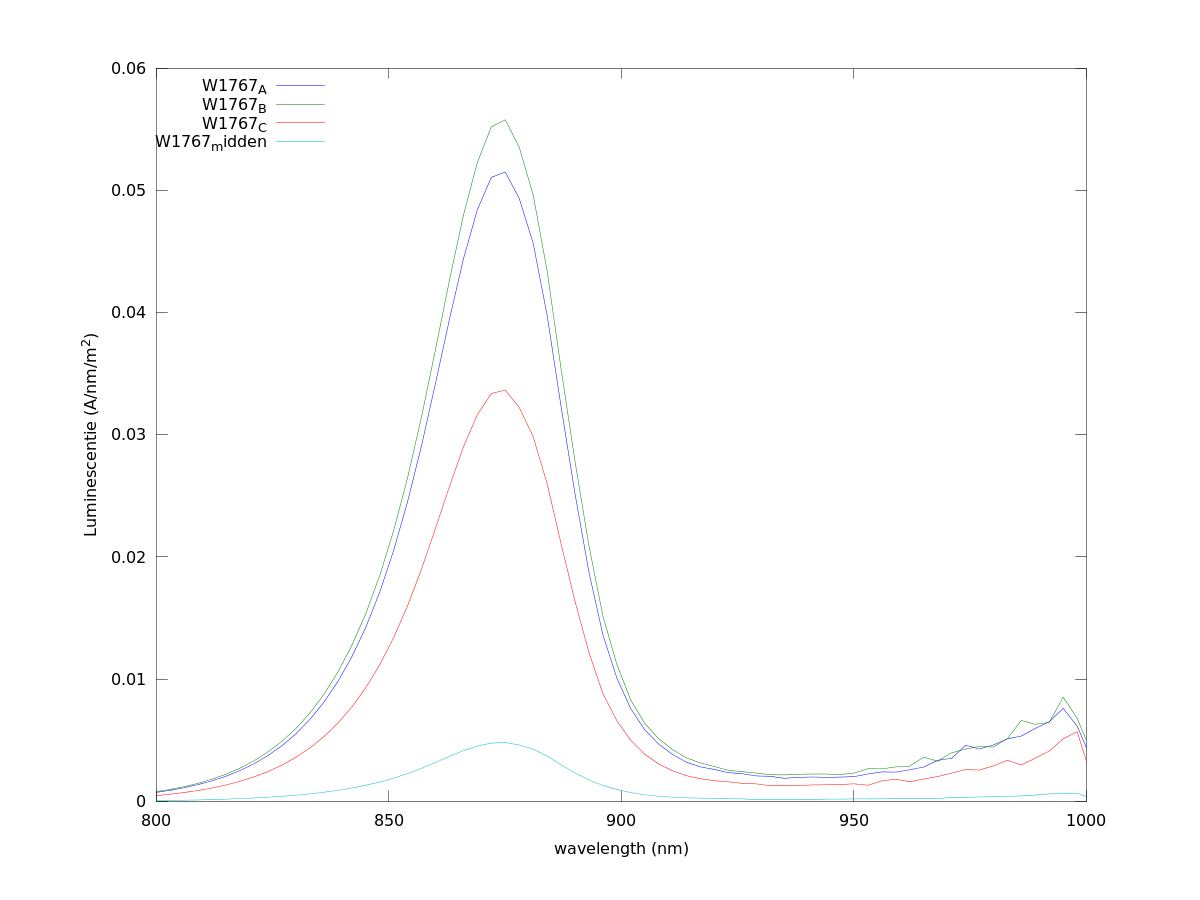 0.06
0.05
0.04
0.03
0.02
0.01
0
W1767A
W1767B
W1767C
W1767midden
Luminescentie (A/nm/m2)
800 850 900 950 1000
wavelength (nm)